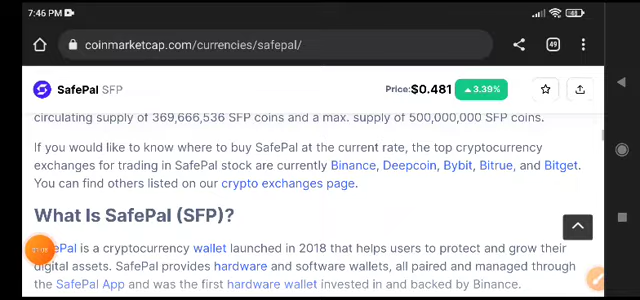 7:46 PM
coinmarketcap.com/currencies/safepal/
49
SafePal SFP
Price:$0.481
3.39%
circulating supply of 369,666,536 SFP coins and a max. supply of 500,000,000 SFP coins.
If you would like to know where to buy SafePal at the current rate, the top cryptocurrency
exchanges for trading in SafePal stock are currently Binance, Deepcoin, Bybit, Bitrue, and Bitget.
You can find others listed on our crypto exchanges page.
What Is SafePal (SFP)?
ePal is a cryptocurrency wallet launched in 2018 that helps users to protect and grow their
digital assets. SafePal provides hardware and software wallets, all paired and managed through
the SafePal App and was the first hardware wallet invested in and backed by Binance.